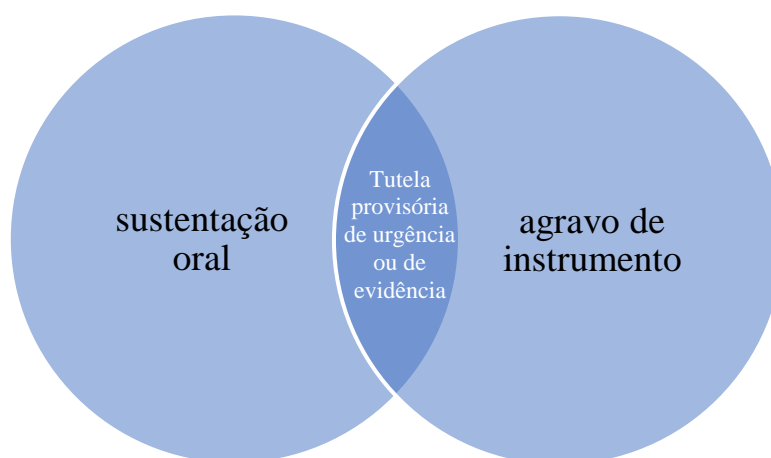 sustentação
oral
Tutela
provisória
de urgência
ou de
evidência
agravo de
instrumento